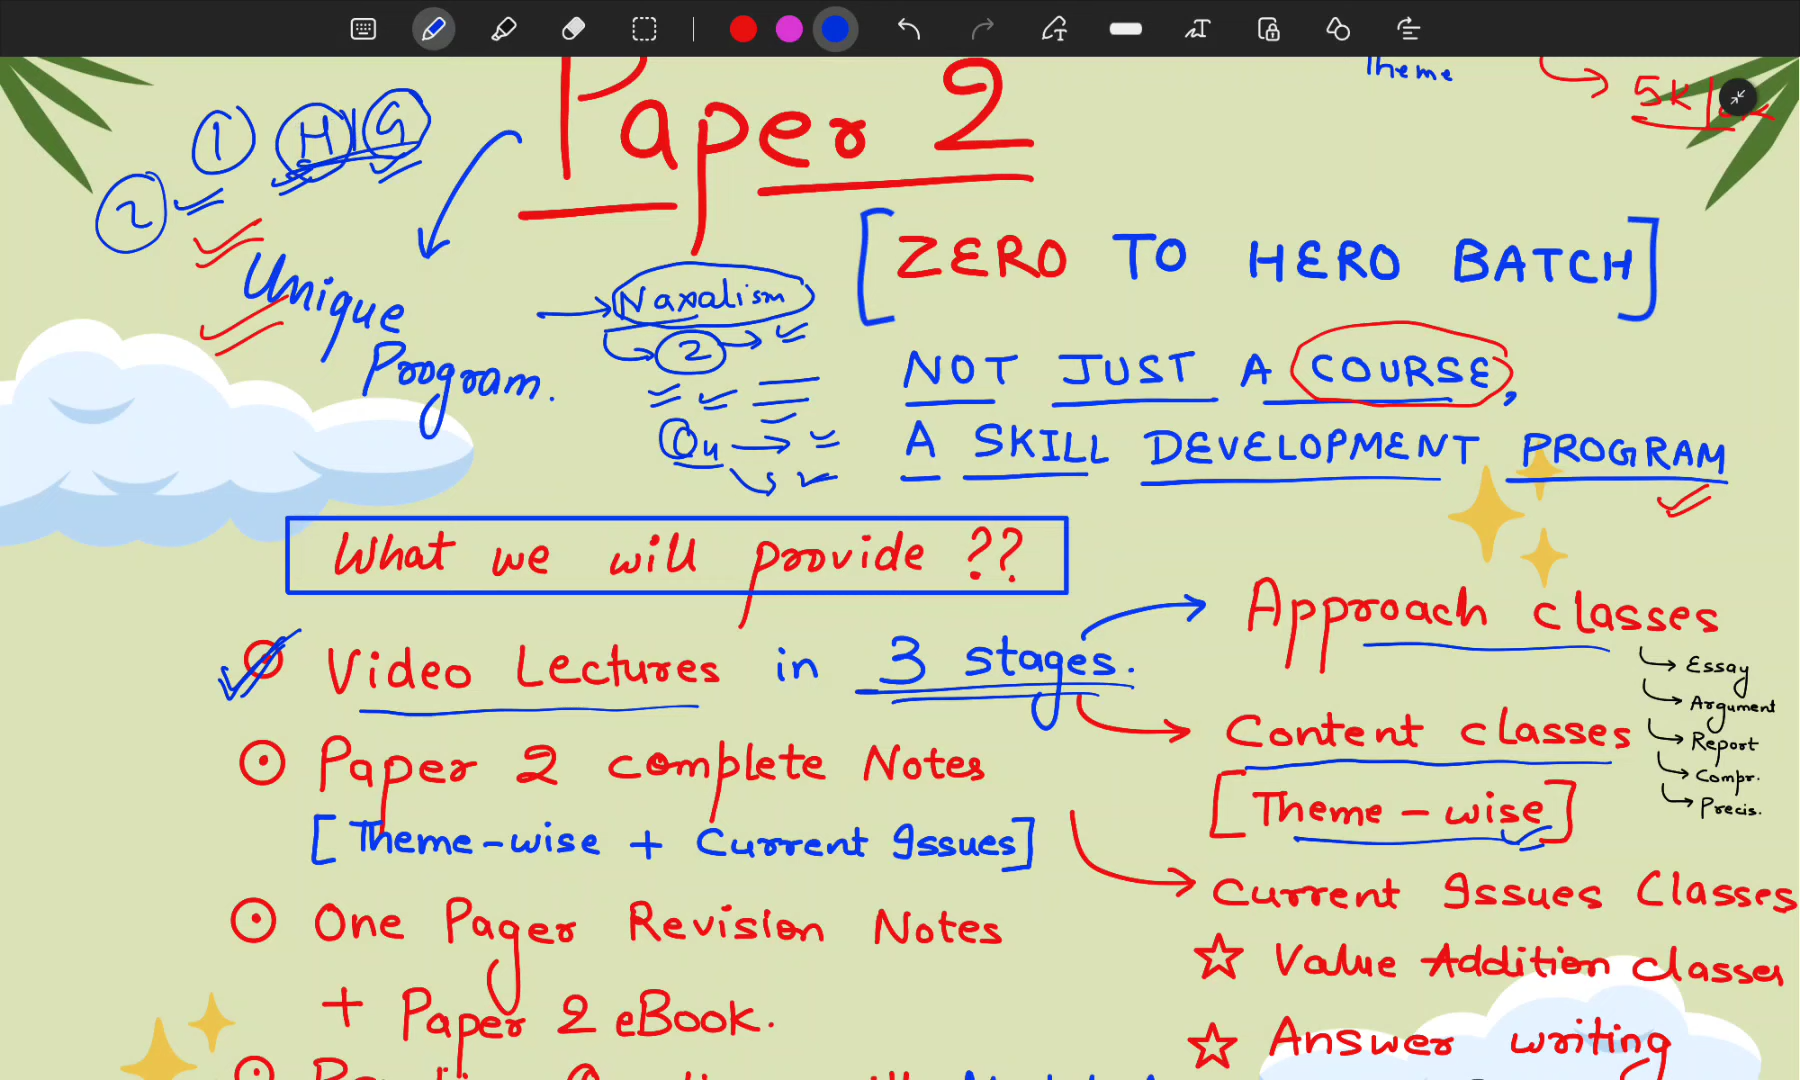 Theme
5K
Paper 2
1 H G
2
Unique
Program.
[ZERO TO HERO BATCH]
Naxalism
2
NOT JUST A COURSE,
A SKILL DEVELOPMENT PROGRAM
What we will provide ??
Video Lectures in 3 stages.
Approach classes
Essay
Argument
Report
Compr.
Precis.
Content classes
[Theme-wise]
Paper 2 complete Notes
[Theme-wise + Current Issues]
Current Issues Classes
One Pager Revision Notes
+ Paper 2 eBook.
Value Addition classes
Answer writing